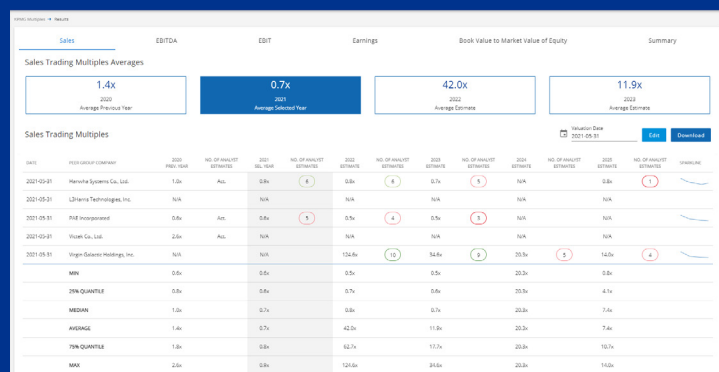 KPMG Multiples → Results
Sales EBITDA EBIT Earnings Book Value to Market Value of Equity Summary
Sales Trading Multiples Averages
1.4x 0.7x 42.0x 11.9x
2020 2021 2022 2023
Average Previous Year Average Selected Year Average Estimate Average Estimate
Sales Trading Multiples
Valuation Date
2021-05-31 Edit Download
DATE PEER GROUP COMPANY 2020 PREV. YEAR NO. OF ANALYST ESTIMATES 2021 SEL. YEAR NO. OF ANALYST ESTIMATES 2022 ESTIMATE NO. OF ANALYST ESTIMATES 2023 ESTIMATE NO. OF ANALYST ESTIMATES 2024 ESTIMATE NO. OF ANALYST ESTIMATES 2025 ESTIMATE NO. OF ANALYST ESTIMATES SPARKLINE
2021-05-31 Hanwha Systems Co., Ltd. 1.0x Act. 0.8x 6 0.8x 6 0.7x 5 N/A 0.8x 1
2021-05-31 L3Harris Technologies, Inc. N/A N/A N/A N/A N/A N/A
2021-05-31 PAE Incorporated 0.6x Act. 0.6x 5 0.5x 4 0.5x 3 N/A N/A
2021-05-31 Co., Ltd. 2.6x Act. N/A N/A N/A N/A N/A
2021-05-31 Virgin Galactic Holdings, Inc. N/A N/A 124.6x 10 34.6x 9 20.3x 5 14.0x 4
MIN 0.6x 0.6x 0.5x 0.5x 20.3x 0.8x
25% QUANTILE 0.8x 0.6x 0.7x 0.6x 20.3x 4.1x
MEDIAN 1.0x 0.7x 0.8x 0.7x 20.3x 7.4x
AVERAGE 1.4x 0.7x 42.0x 11.9x 20.3x 7.4x
75% QUANTILE 1.8x 0.8x 62.7x 17.7x 20.3x 10.7x
MAX 2.6x 0.8x 124.6x 34.6x 20.3x 14.0x